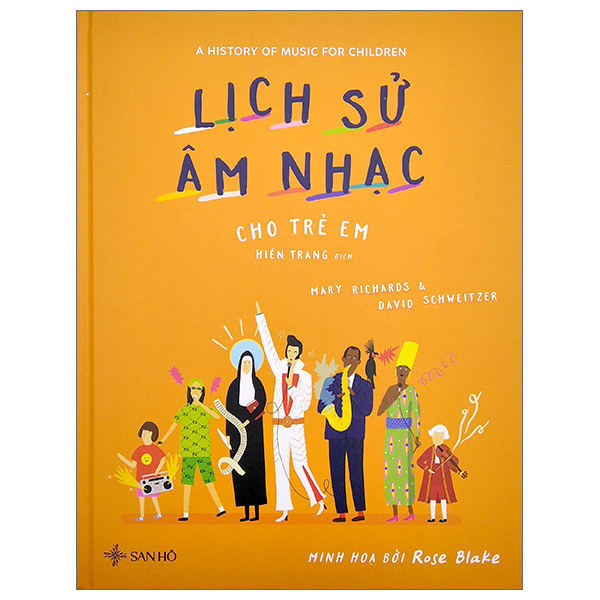 A HISTORY OF MUSIC FOR CHILDREN
LỊCH SỬ
ÂM NHẠC
CHO TRẺ EM
HIỀN TRANG DỊCH
MARY RICHARDS &
DAVID SCHWEITZER
SAN HÔ
MINH HOẠ BỞI Rose Blake